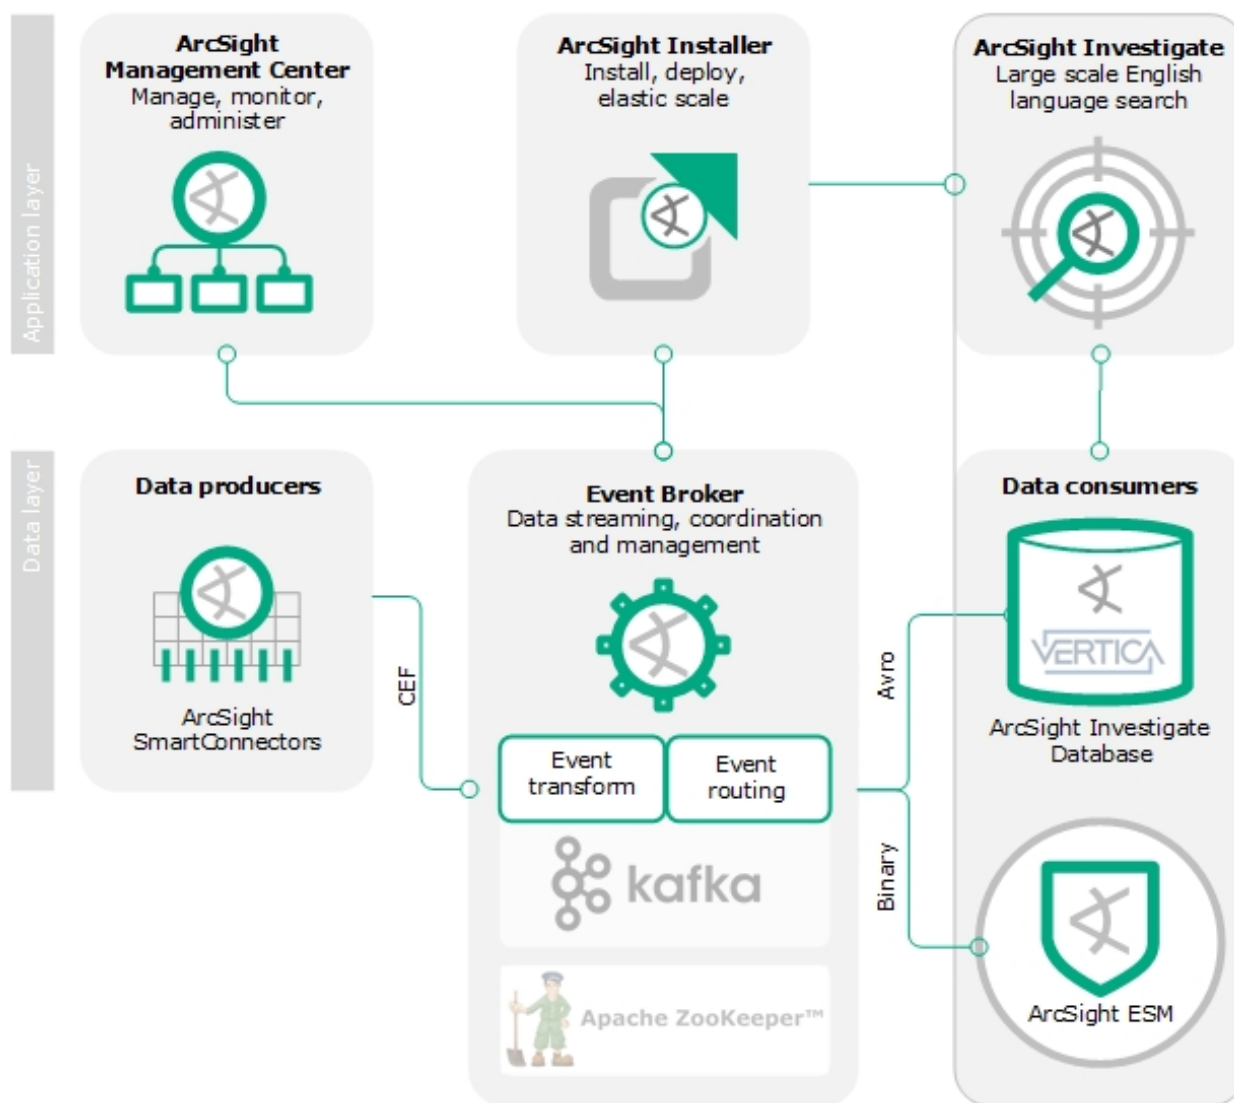 Application layer
ArcSight
Management Center
Manage, monitor,
administer
ArcSight Installer
Install, deploy,
elastic scale
ArcSight Investigate
Large scale English
language search
Data layer
Data producers
ArcSight
SmartConnectors
CEF
Event Broker
Data streaming, coordination
and management
Event
transform
Event
routing
kafka
Apache ZooKeeper™
Avro
Binary
Data consumers
VERTICA
ArcSight Investigate
Database
ArcSight ESM